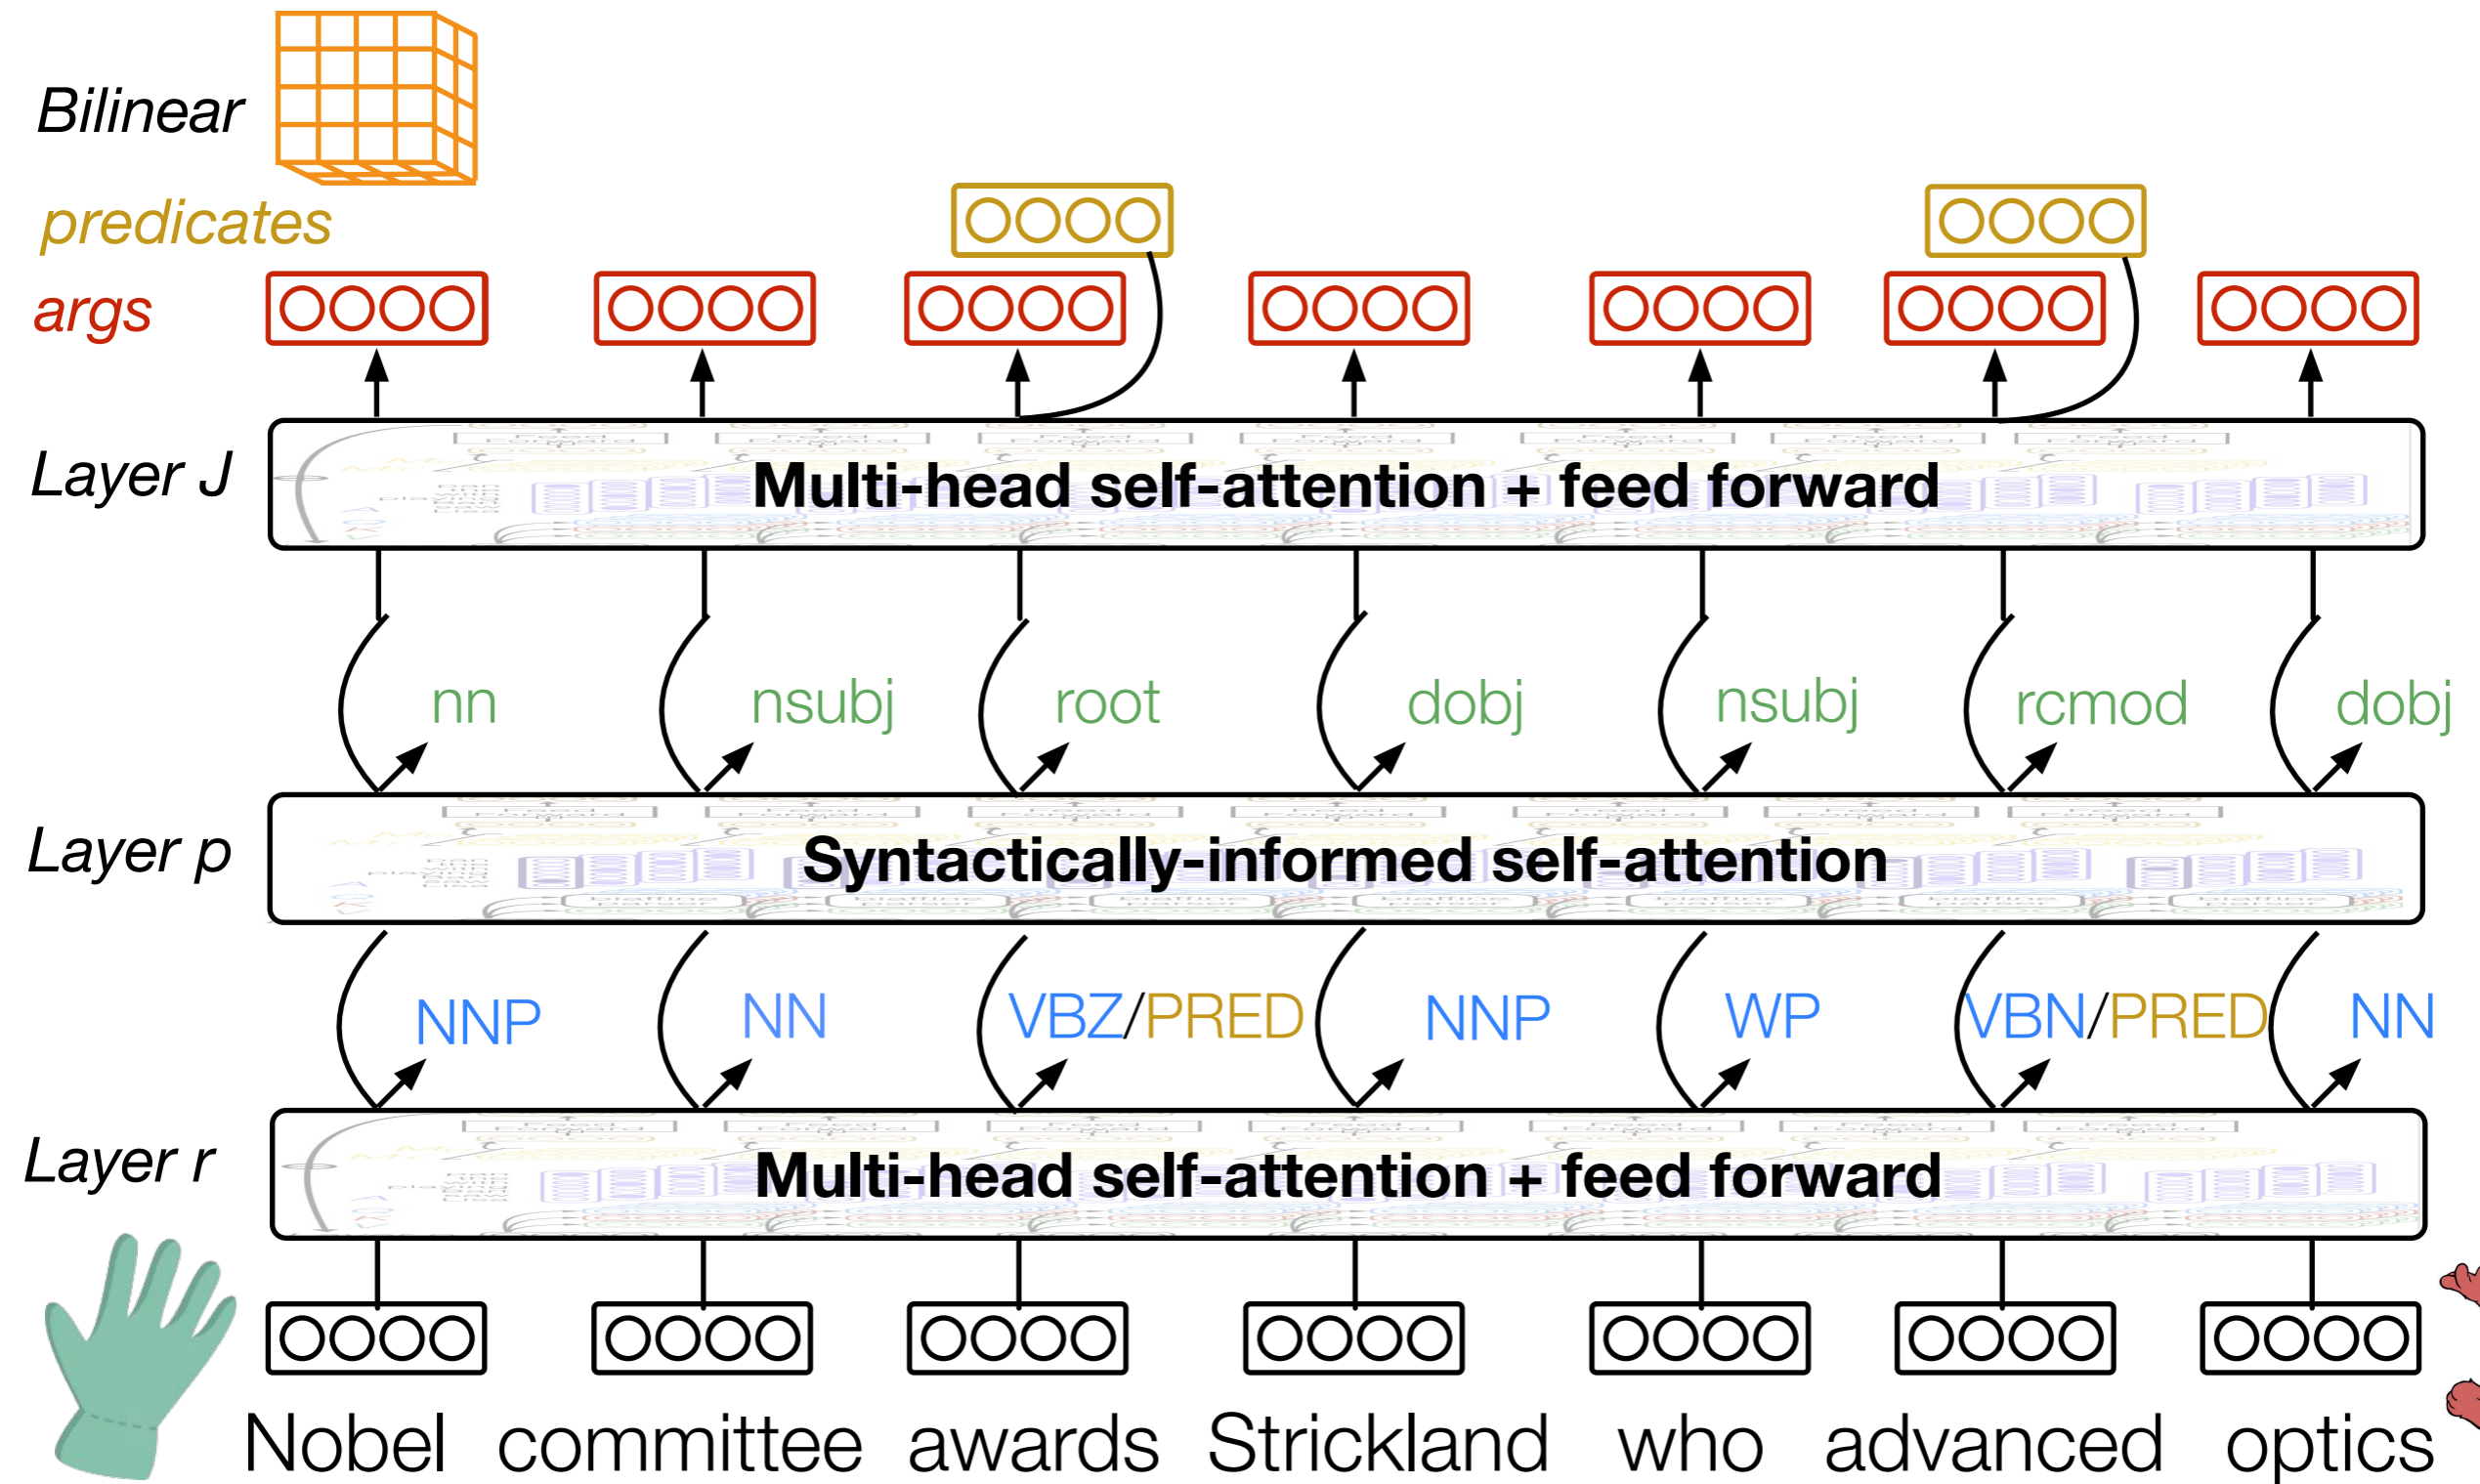 Bilinear
predicates
args
Layer J Multi-head self-attention + feed forward
nn nsubj root dobj nsubj rcmod dobj
Layer p Syntactically-informed self-attention
NNP NN VBZ/PRED NNP WP VBN/PRED NN
Layer r Multi-head self-attention + feed forward
Nobel committee awards Strickland who advanced optics